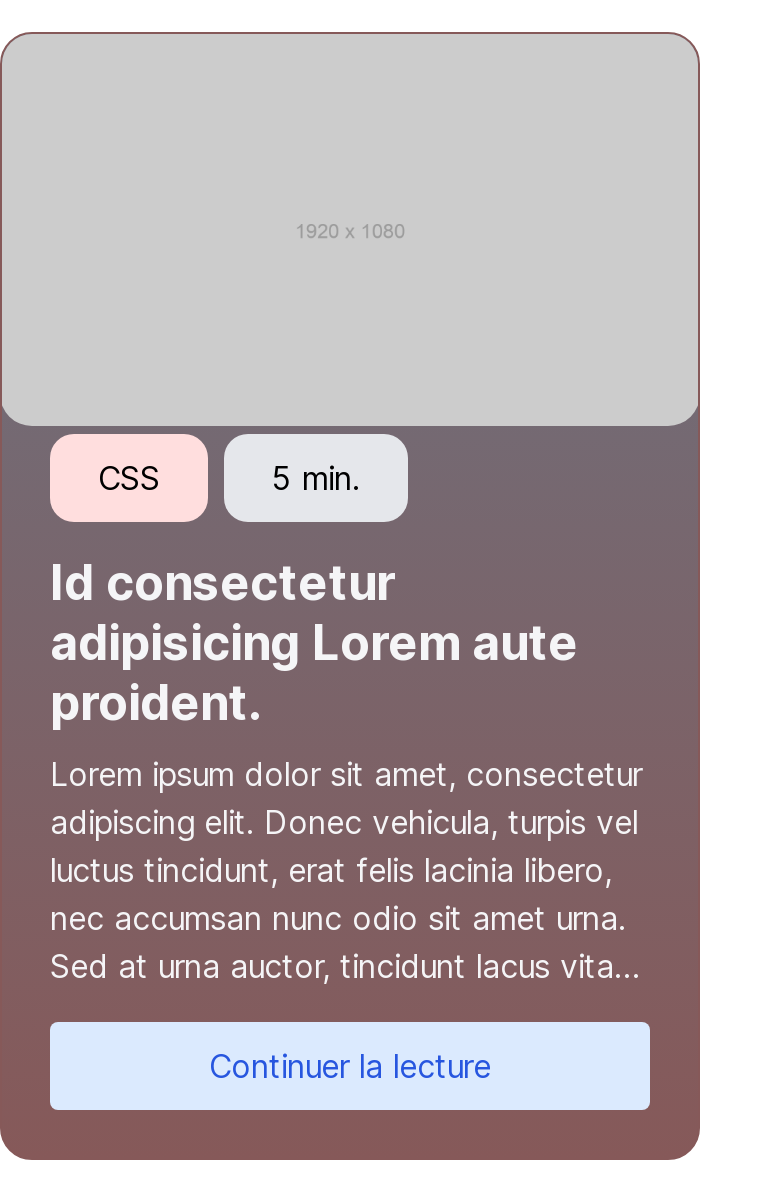 1920 x 1080
CSS
5 min.
Id consectetur
adipisicing Lorem aute
proident.
Lorem ipsum dolor sit amet, consectetur
adipiscing elit. Donec vehicula, turpis vel
luctus tincidunt, erat felis lacinia libero,
nec accumsan nunc odio sit amet urna.
Sed at urna auctor, tincidunt lacus vita...
Continuer la lecture